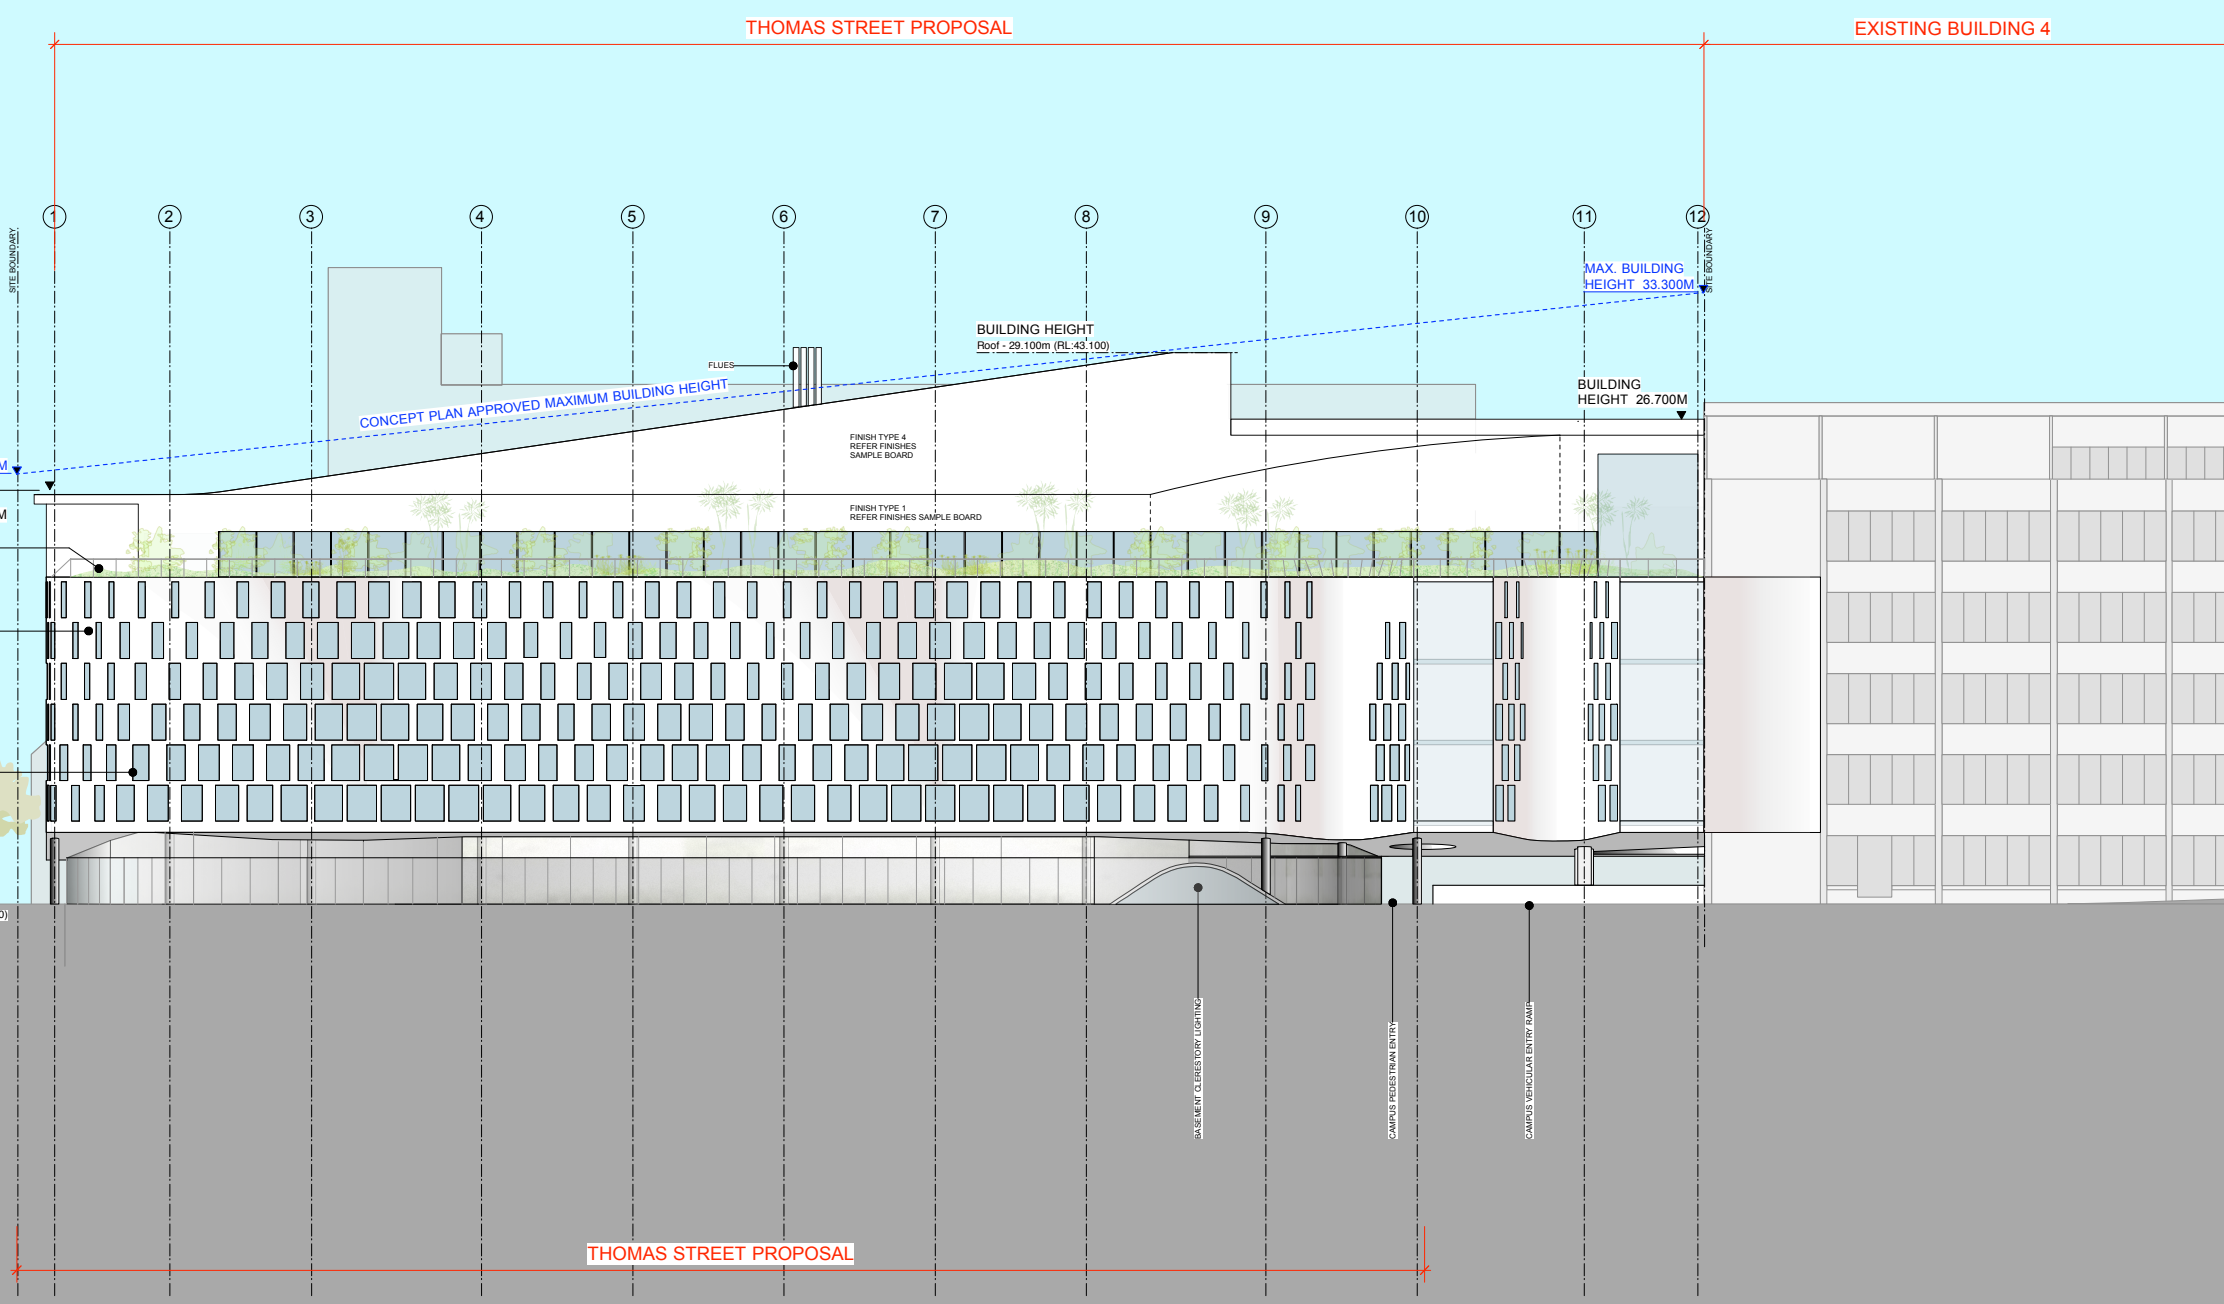 THOMAS STREET PROPOSAL
EXISTING BUILDING 4
1
2
3
4
5
6
7
8
9
10
11
12
SITE BOUNDARY
SITE BOUNDARY
MAX. BUILDING
HEIGHT 33.300M
BUILDING HEIGHT
Roof - 29.100m (RL:43.100)
FLUES
CONCEPT PLAN APPROVED MAXIMUM BUILDING HEIGHT
BUILDING
HEIGHT 26.700M
FINISH TYPE 4
REFER FINISHES
SAMPLE BOARD
M
M
FINISH TYPE 1
REFER FINISHES SAMPLE BOARD
0)
BASEMENT CLERESTORY LIGHTING
CAMPUS PEDESTRIAN ENTRY
CAMPUS VEHICULAR ENTRY RAMP
THOMAS STREET PROPOSAL